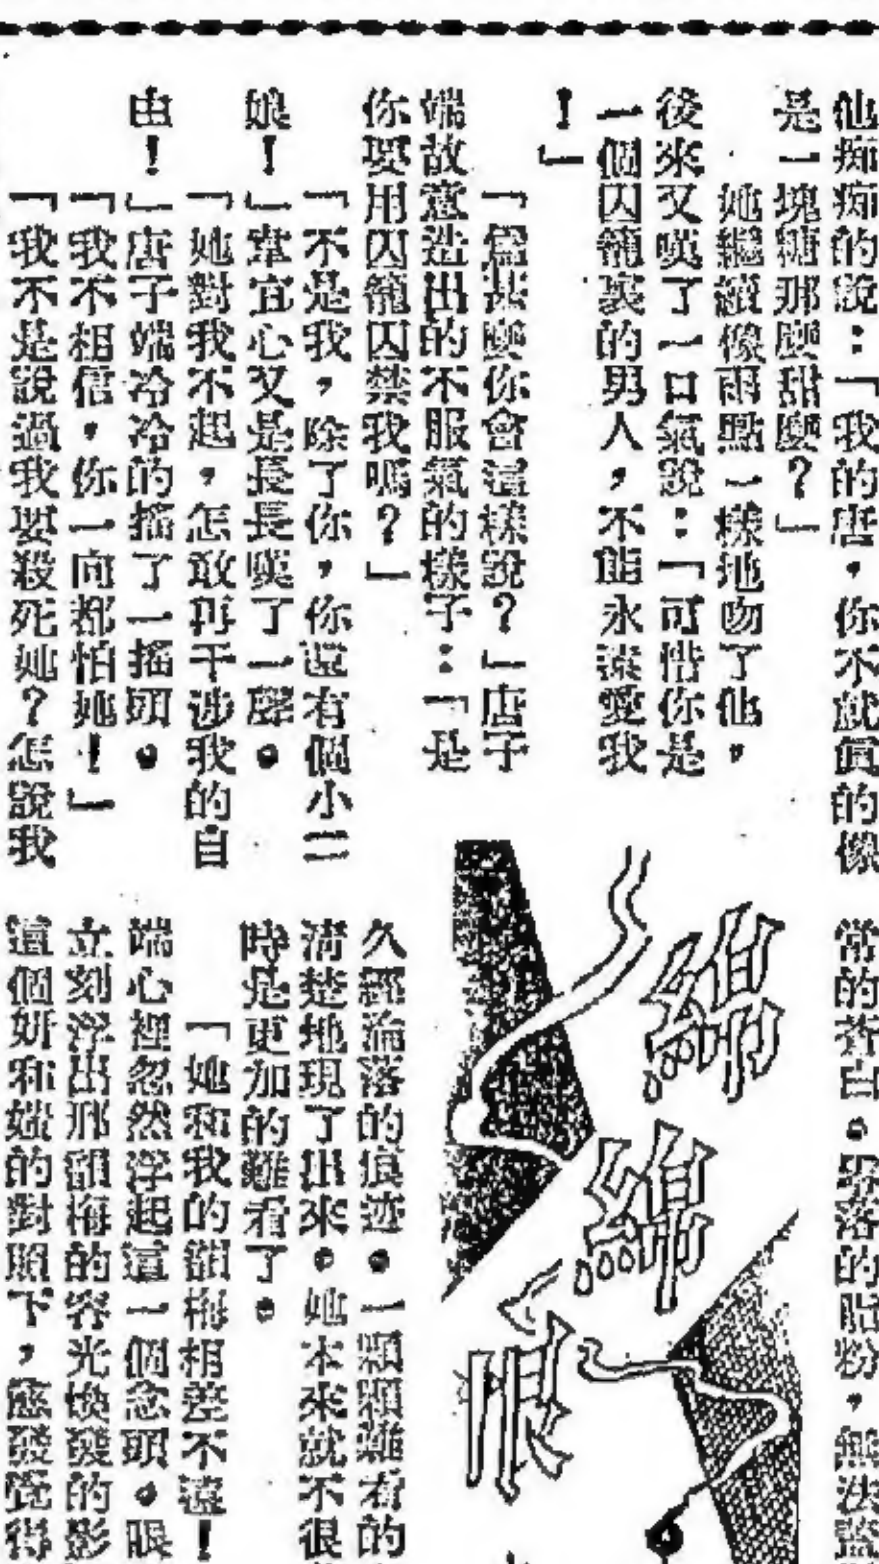 他痴痴的說：「我的唐，你不就眞的像
是一塊糖那麼甜麼？」
她繼續像雨點一樣地吻了他，
後來又嘆了一口氣說：「可惜你是
一個囚籠裏的男人，不能永遠愛我
！」
「爲甚麼你會這樣說？」唐子
端故意造出的不服氣的樣子：「是
你要用囚籠囚禁我嗎？」
「不是我，除了你，你還有個小二
娘！」韋宜心又是長長嘆了一聲。
「她對我不起，怎敢再干涉我的自
由！」唐子端冷冷的搖了一搖頭。
「我不相信，你一向都怕她！」
「我不是說過我要殺死她？怎說我
綿綿恨
常的蒼白。剝落的脂粉，無法
久經淪落的痕迹。一顆顆難看的
清楚地現了出來。她本來就不很
時是更加的難看了。
「她和我的韻梅相差不遠！
端心裡忽然浮起這一個念頭。眼
立刻浮出那韻梅的容光煥發的影
這個妍和媸的對照下，愈發覺得